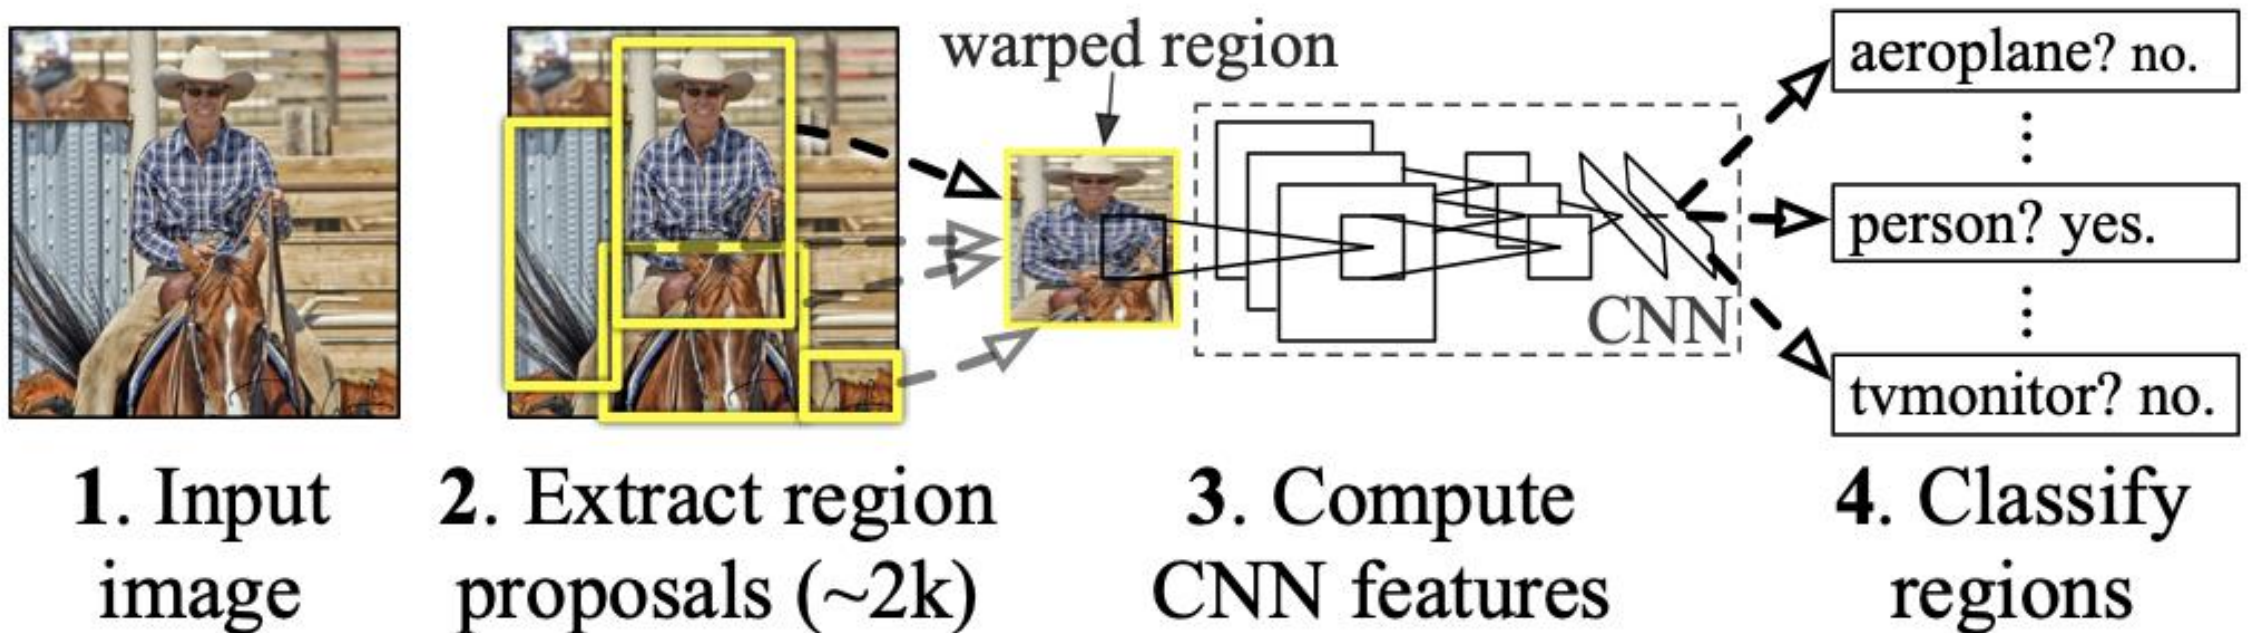 warped region
aeroplane? no.
person? yes.
CNN
tvmonitor? no.
1. Input
image
2. Extract region
proposals (~2k)
3. Compute
CNN features
4. Classify
regions